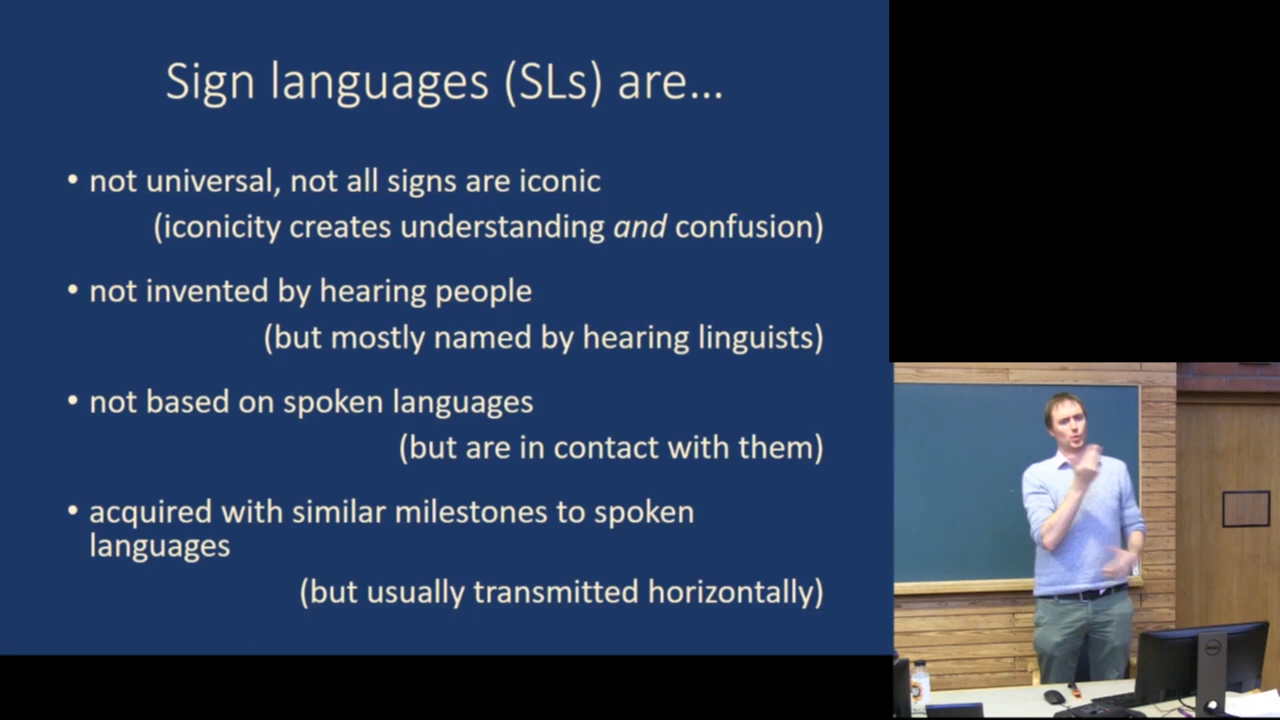 Sign languages (SLs) are...
• not universal, not all signs are iconic
(iconicity creates understanding and confusion)
• not invented by hearing people
(but mostly named by hearing linguists)
• not based on spoken languages
(but are in contact with them)
• acquired with similar milestones to spoken
languages
(but usually transmitted horizontally)
DELL